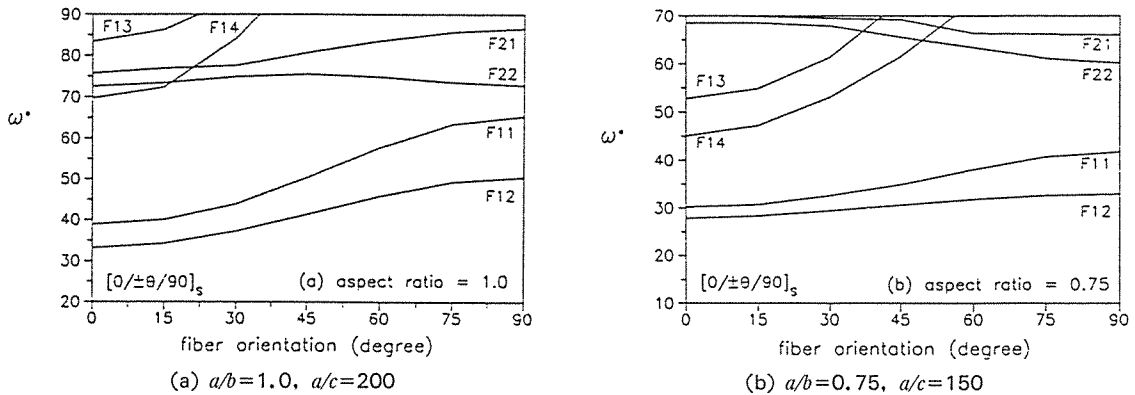 90
80
70
60
50
40
30
20
ω*
F13
F14
F21
F22
F11
F12
[0/±θ/90]s
(a) aspect ratio = 1.0
0 15 30 45 60 75 90
fiber orientation (degree)
(a) a/b=1.0, a/c=200
70
60
50
40
30
20
10
ω*
F13
F14
F21
F22
F11
F12
[0/±θ/90]s
(b) aspect ratio = 0.75
0 15 30 45 60 75 90
fiber orientation (degree)
(b) a/b=0.75, a/c=150